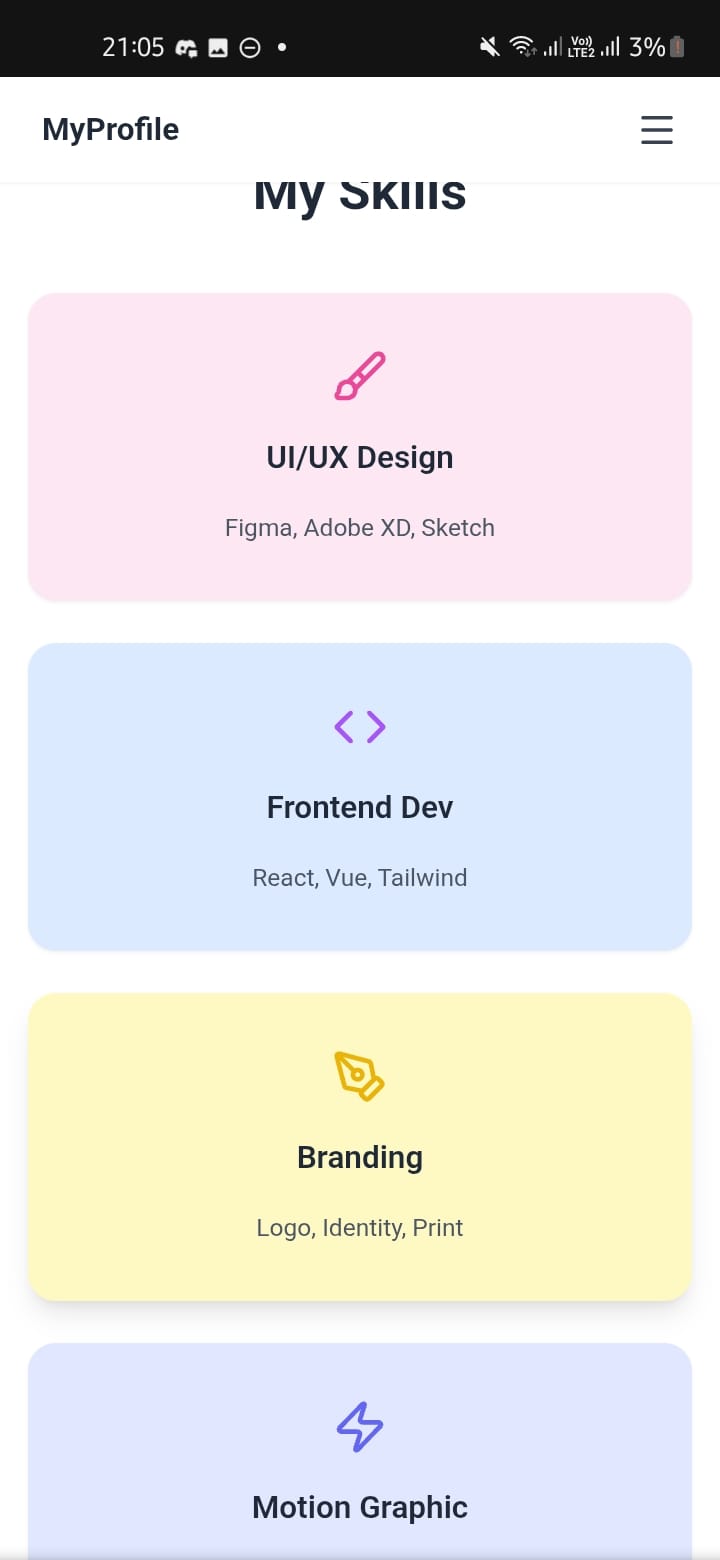 21:05
Vo)) LTE2 3%
MyProfile
My Skills
UI/UX Design
Figma, Adobe XD, Sketch
Frontend Dev
React, Vue, Tailwind
Branding
Logo, Identity, Print
Motion Graphic